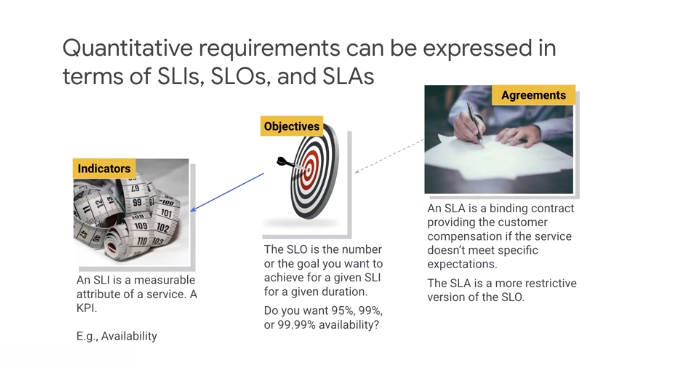 Quantitative requirements can be expressed in
terms of SLIs, SLOs, and SLAs
Indicators
An SLI is a measurable
attribute of a service. A
KPI.
E.g., Availability
Objectives
The SLO is the number
or the goal you want to
achieve for a given SLI
for a given duration.
Do you want 95%, 99%,
or 99.99% availability?
Agreements
An SLA is a binding contract
providing the customer
compensation if the service
doesn't meet specific
expectations.
The SLA is a more restrictive
version of the SLO.